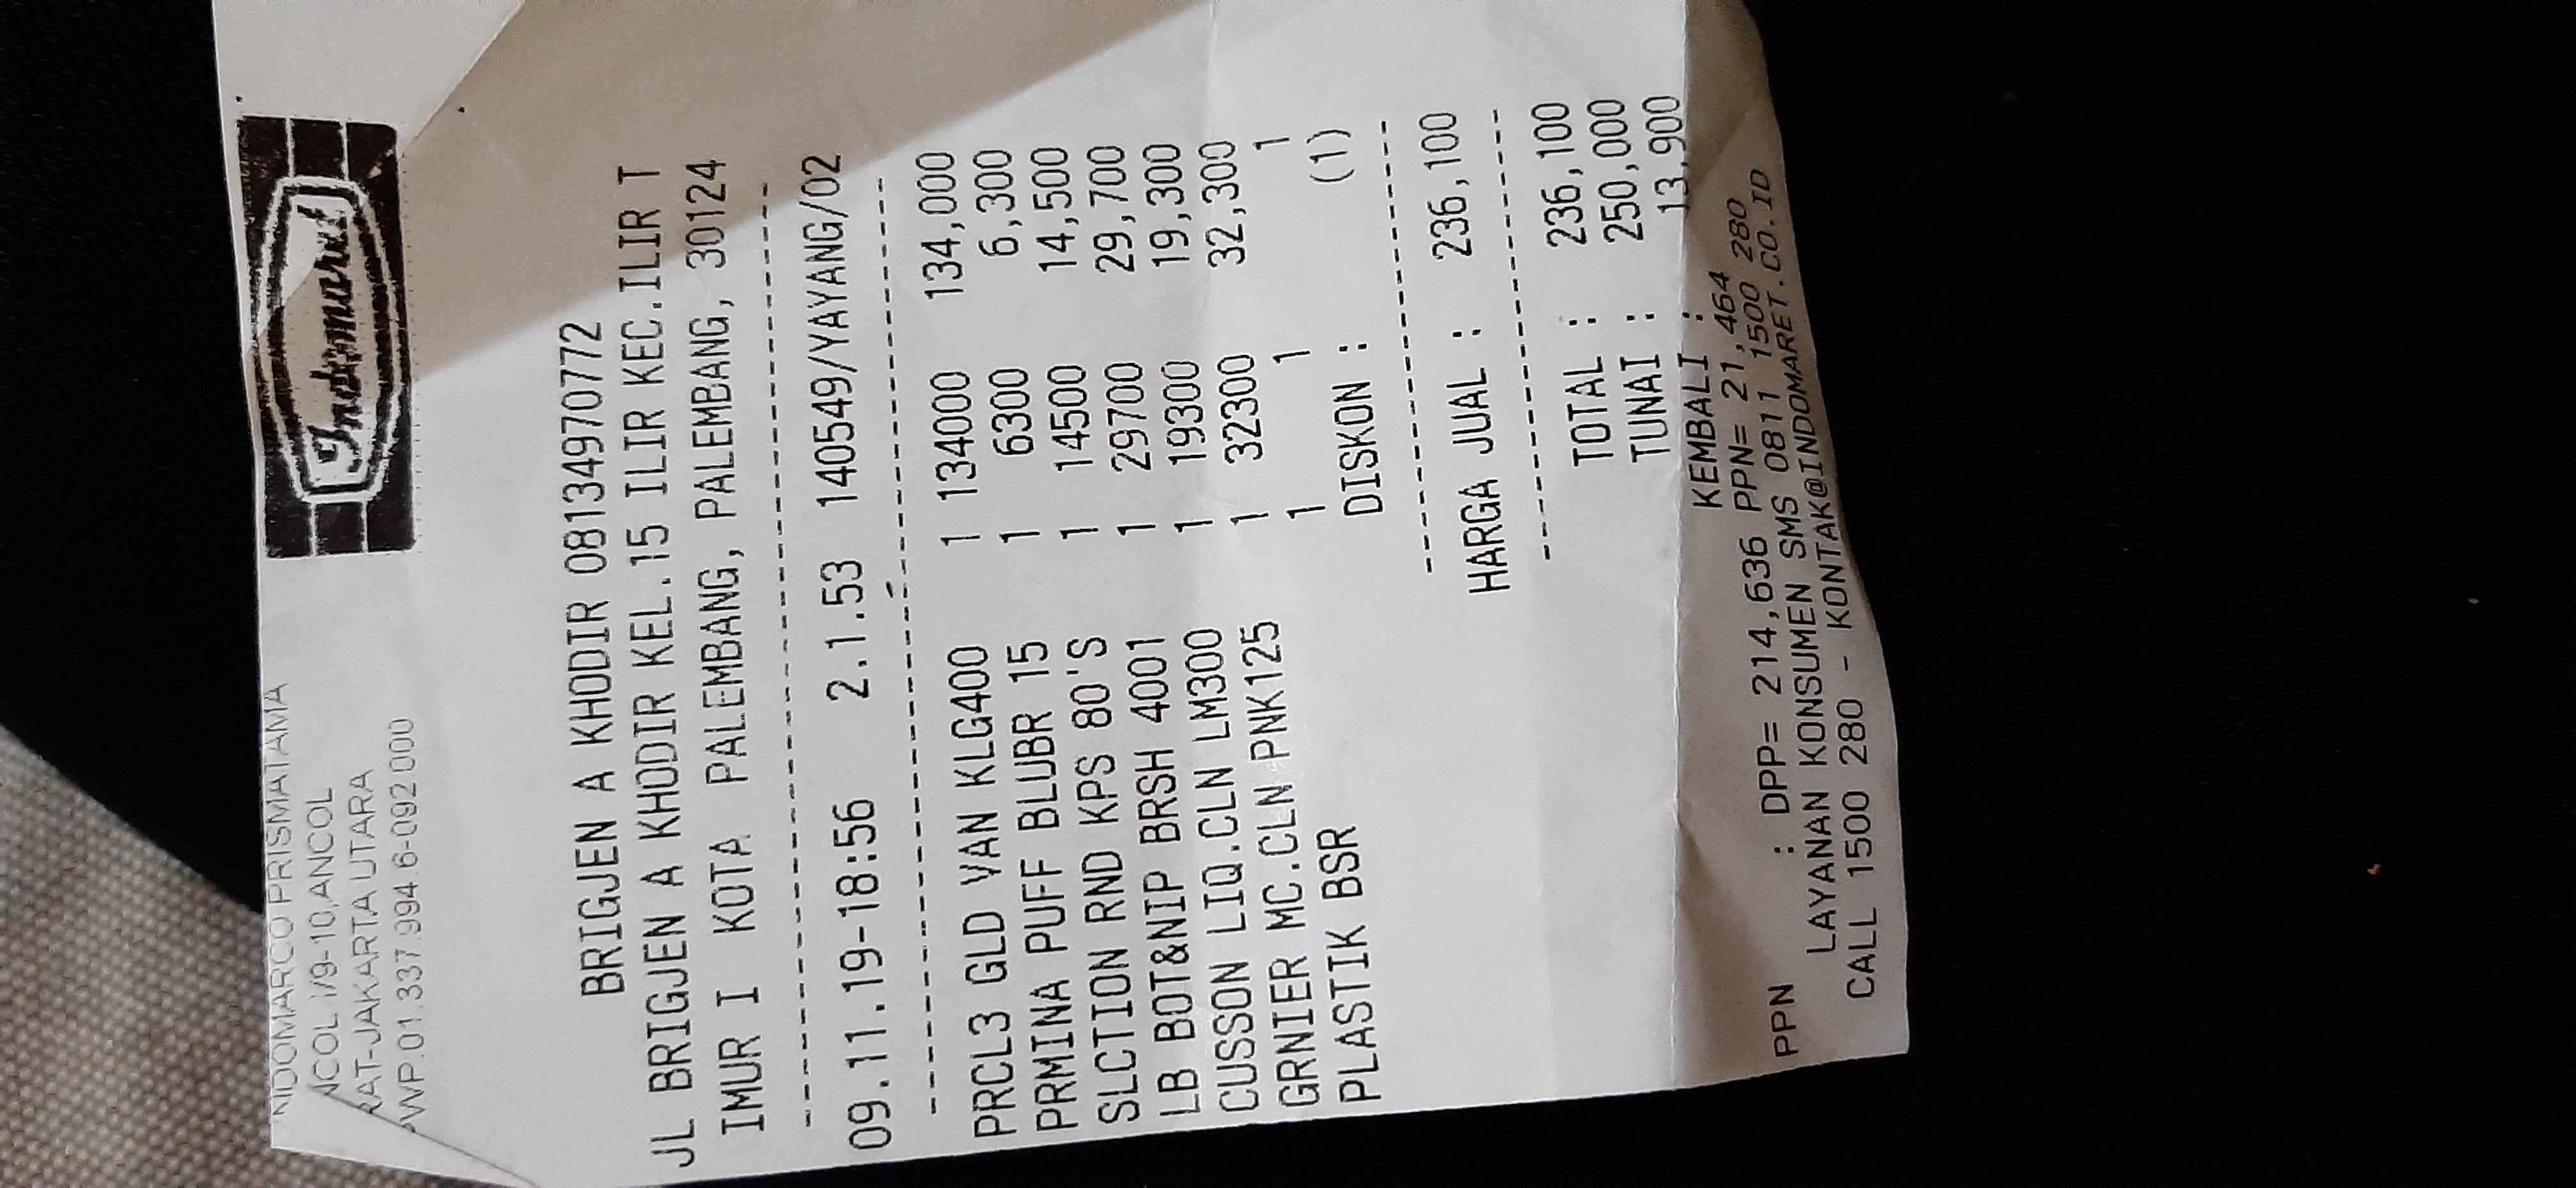 NDOMARCO PRISMATAMA
NCOL I/9-10,ANCOL
RAT-JAKARTA UTARA
PWP.01.337.994.6-092.000
Indomaret
BRIGJEN A KHODIR 08134970772
JL BRIGJEN A KHODIR KEL.15 ILIR KEC.ILIR T
IMUR I KOTA PALEMBANG, PALEMBANG, 30124
09.11.19-18:56 2.1.53 140549/YAYANG/02
PRCL3 GLD VAN KLG400 1 134000 134,000
PRMINA PUFF BLUBR 15 1 6300 6,300
SLCTION RND KPS 80'S 1 14500 14,500
LB BOT&NIP BRSH 4001 1 29700 29,700
CUSSON LIQ.CLN LM300 1 19300 19,300
GRNIER MC.CLN PNK125 1 32300 32,300
PLASTIK BSR 1 1 1
DISKON : (1)
HARGA JUAL : 236,100
TOTAL : 236,100
TUNAI : 250,000
KEMBALI : 13,900
PPN : DPP= 214,636 PPN= 21,464
LAYANAN KONSUMEN SMS 0811 1500 280
CALL 1500 280 - KONTAK@INDOMARET.CO.ID